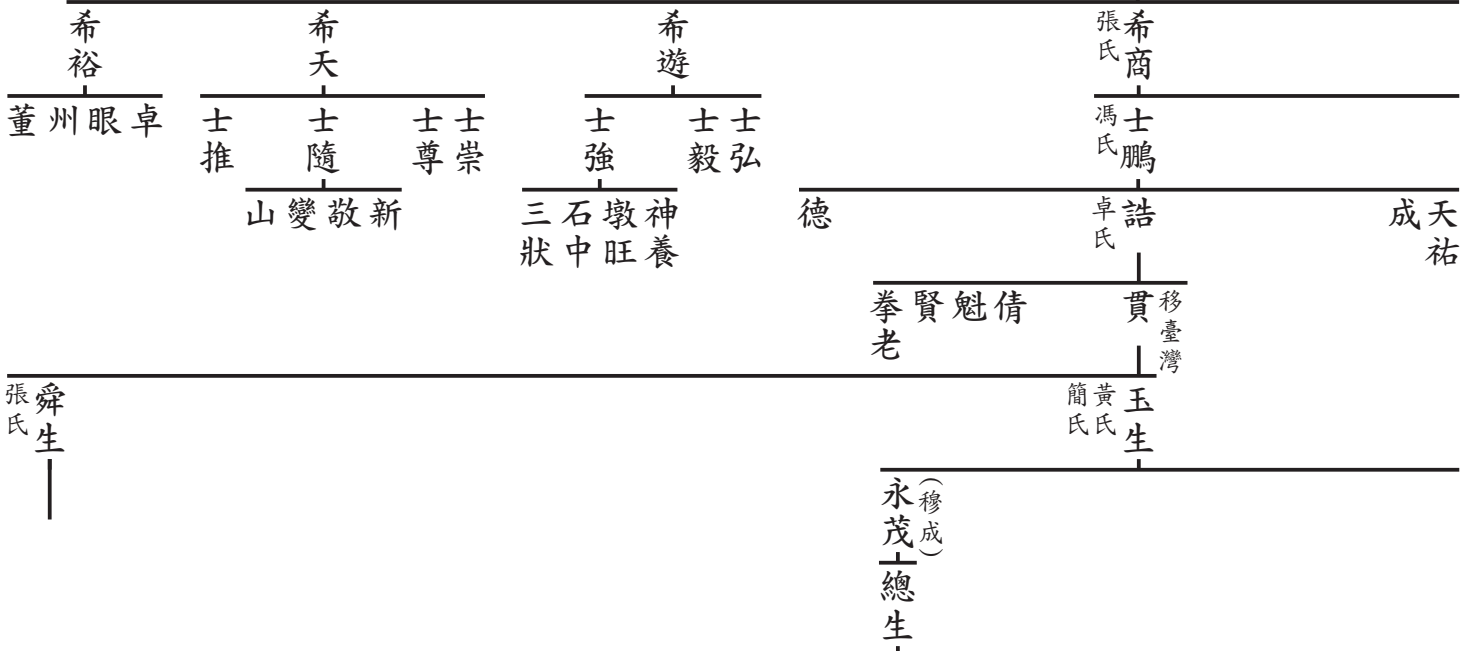 希商
張氏
希遊
希天
希裕
士鵬
馮氏
士弘
士毅
士強
士崇
士尊
士隨
士推
卓
眼
州
董
天祐
成
誥
卓氏
德
神養
墩旺
石中
三狀
新
敬
變
山
移臺灣
貫
倩
魁
賢
拳老
玉生
黃氏
簡氏
舜生
張氏
(穆成)
永茂
總生